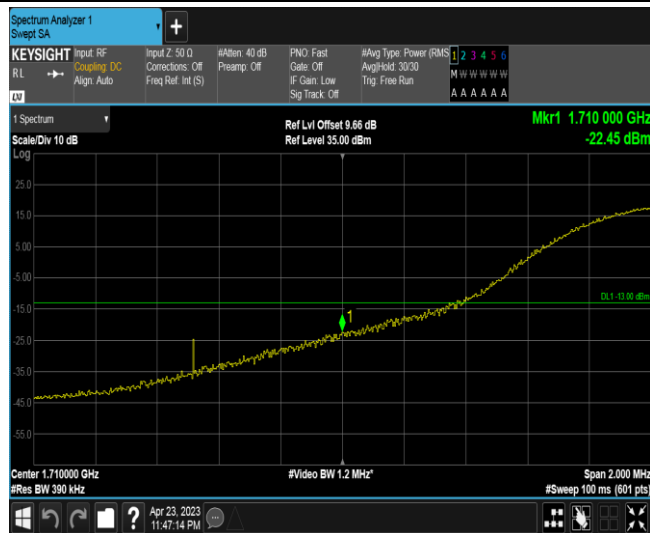 Spectrum Analyzer 1
Swept SA
+
KEYSIGHT
RL
LXI
Input: RF
Coupling: DC
Align: Auto
Input Z: 50 Ω
Corrections: Off
Freq Ref: Int (S)
#Atten: 40 dB
Preamp: Off
PNO: Fast
Gate: Off
IF Gain: Low
Sig Track: Off
#Avg Type: Power (RMS
Avg|Hold: 30/30
Trig: Free Run
1 2 3 4 5 6
M W W W W W
A A A A A A
1 Spectrum
Scale/Div 10 dB
Ref Lvl Offset 9.66 dB
Ref Level 35.00 dBm
Mkr1 1.710 000 GHz
-22.45 dBm
Log
25.0
15.0
5.00
-5.00
DL1 -13.00 dBm
-15.0
1
-25.0
-35.0
-45.0
-55.0
Center 1.710000 GHz
#Video BW 1.2 MHz*
Span 2.000 MHz
#Res BW 390 kHz
#Sweep 100 ms (601 pts)
?
Apr 23, 2023
11:47:14 PM